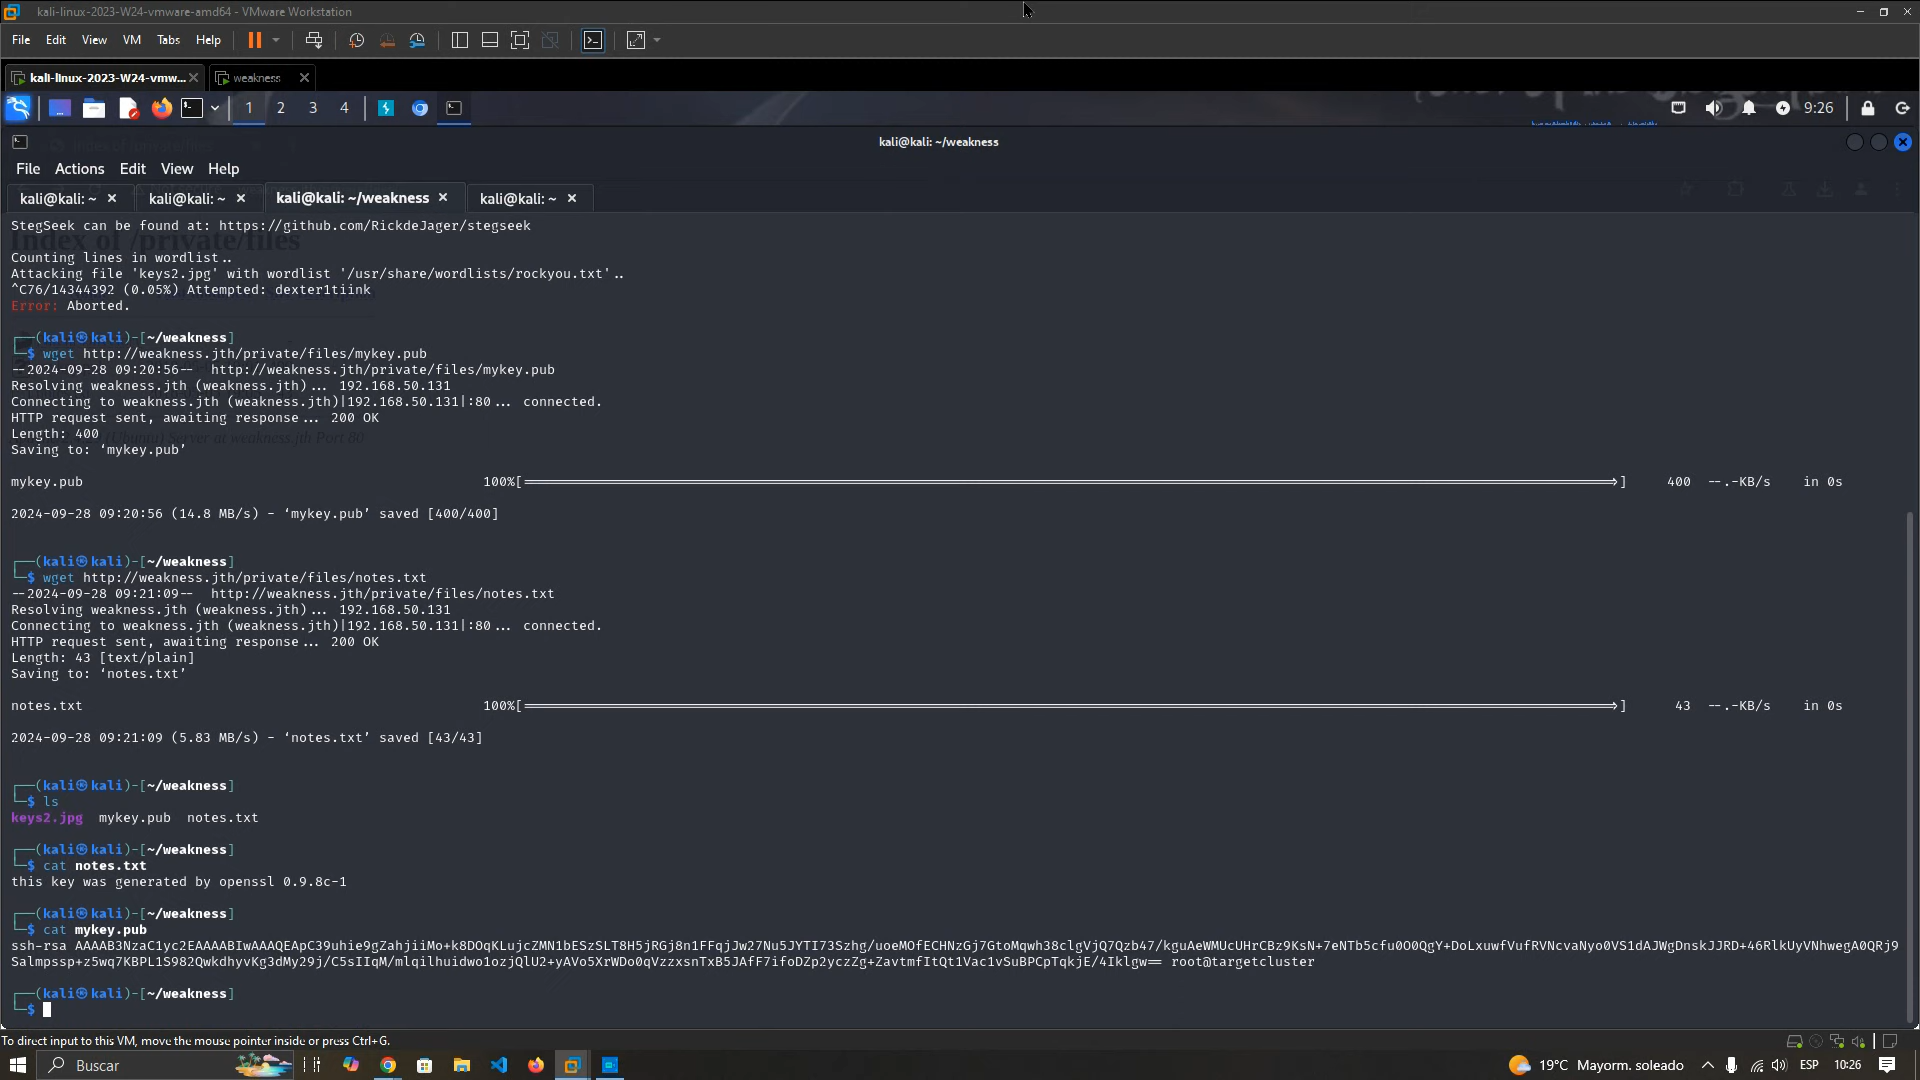 kali-linux-2023-W24-vmware-amd64 - VMware Workstation
File Edit View VM Tabs Help
kali-linux-2023-W24-vmw... weakness
1 2 3 4 9:26
kali@kali: ~/weakness
File Actions Edit View Help
kali@kali: ~ kali@kali: ~ kali@kali: ~/weakness kali@kali: ~
StegSeek can be found at: https://github.com/RickdeJager/stegseek
Index of /private/files
Counting lines in wordlist..
Attacking file 'keys2.jpg' with wordlist '/usr/share/wordlists/rockyou.txt'..
^C76/14344392 (0.05%) Attempted: dexter1tiink
Error: Aborted.
┌──(kali㉿kali)-[~/weakness]
└─$ wget http://weakness.jth/private/files/mykey.pub
--2024-09-28 09:20:56-- http://weakness.jth/private/files/mykey.pub
Resolving weakness.jth (weakness.jth)... 192.168.50.131
Connecting to weakness.jth (weakness.jth)|192.168.50.131|:80... connected.
HTTP request sent, awaiting response... 200 OK
Length: 400
(Ubuntu) Server at weakness.jth Port 80
Saving to: ‘mykey.pub’
mykey.pub 100%[===================>] 400 --.-KB/s in 0s
2024-09-28 09:20:56 (14.8 MB/s) - ‘mykey.pub’ saved [400/400]
┌──(kali㉿kali)-[~/weakness]
└─$ wget http://weakness.jth/private/files/notes.txt
--2024-09-28 09:21:09-- http://weakness.jth/private/files/notes.txt
Resolving weakness.jth (weakness.jth)... 192.168.50.131
Connecting to weakness.jth (weakness.jth)|192.168.50.131|:80... connected.
HTTP request sent, awaiting response... 200 OK
Length: 43 [text/plain]
Saving to: ‘notes.txt’
notes.txt 100%[===================>] 43 --.-KB/s in 0s
2024-09-28 09:21:09 (5.83 MB/s) - ‘notes.txt’ saved [43/43]
┌──(kali㉿kali)-[~/weakness]
└─$ ls
keys2.jpg mykey.pub notes.txt
┌──(kali㉿kali)-[~/weakness]
└─$ cat notes.txt
this key was generated by openssl 0.9.8c-1
┌──(kali㉿kali)-[~/weakness]
└─$ cat mykey.pub
ssh-rsa AAAAB3NzaC1yc2EAAAABIwAAAQEApC39uhie9gZahjiiMo+k8DOqKLujcZMN1bESzSLT8H5jRGj8n1FFqjJw27Nu5JYTI73Szhg/uoeMOfECHNzGj7GtoMqwh38clgVjQ7Qzb47/kguAeWMUcUHrCBz9KsN+7eNTb5cfu0O0QgY+DoLxuwfVufRVNcvaNyo0VS1dAJWgDnskJJRD+46RlkUyVNhwegA0QRj9
Salmpssp+z5wq7KBPL1S982QwkdhyvKg3dMy29j/C5sIIqM/mlqilhuidwo1ozjQlU2+yAVo5XrWDo0qVzzxsnTxB5JAfF7ifoDZp2yczZg+ZavtmfItQt1Vac1vSuBPCpTqkjE/4Iklgw== root@targetcluster
┌──(kali㉿kali)-[~/weakness]
└─$
To direct input to this VM, move the mouse pointer inside or press Ctrl+G.
Buscar 19°C Mayorm. soleado ESP 10:26